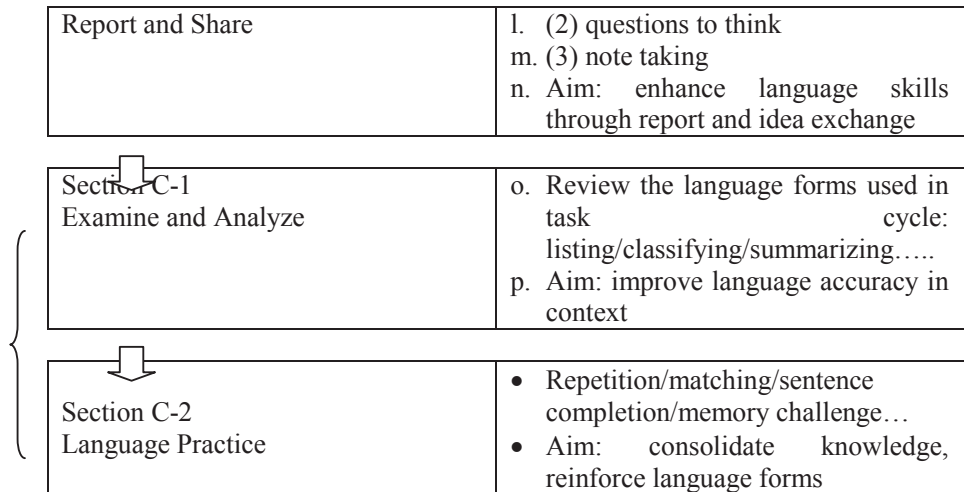 Report and Share
l. (2) questions to think
m. (3) note taking
n. Aim: enhance language skills
through report and idea exchange
Section C-1
Examine and Analyze
o. Review the language forms used in
task cycle:
listing/classifying/summarizing…..
p. Aim: improve language accuracy in
context
Section C-2
Language Practice
• Repetition/matching/sentence
completion/memory challenge…
• Aim: consolidate knowledge,
reinforce language forms